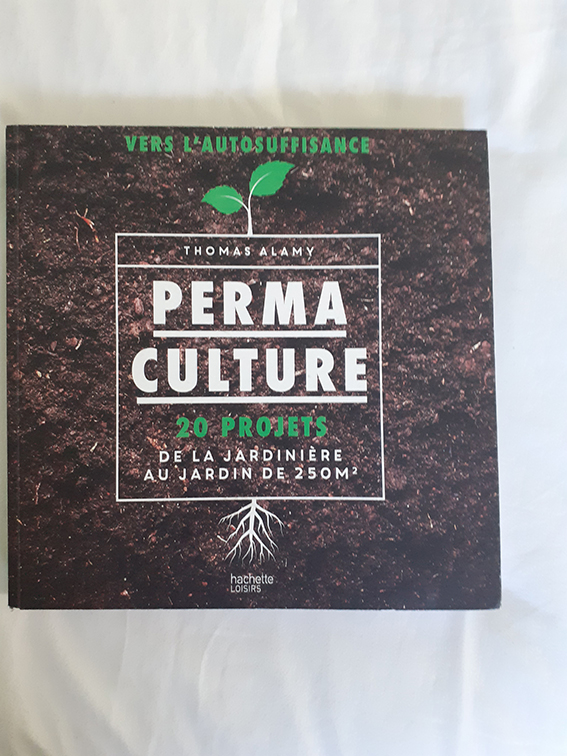 VERS L'AUTOSUFFISANCE
THOMAS ALAMY
PERMA
CULTURE
20 PROJETS
DE LA JARDINIÈRE
AU JARDIN DE 250M²
hachette
LOISIRS